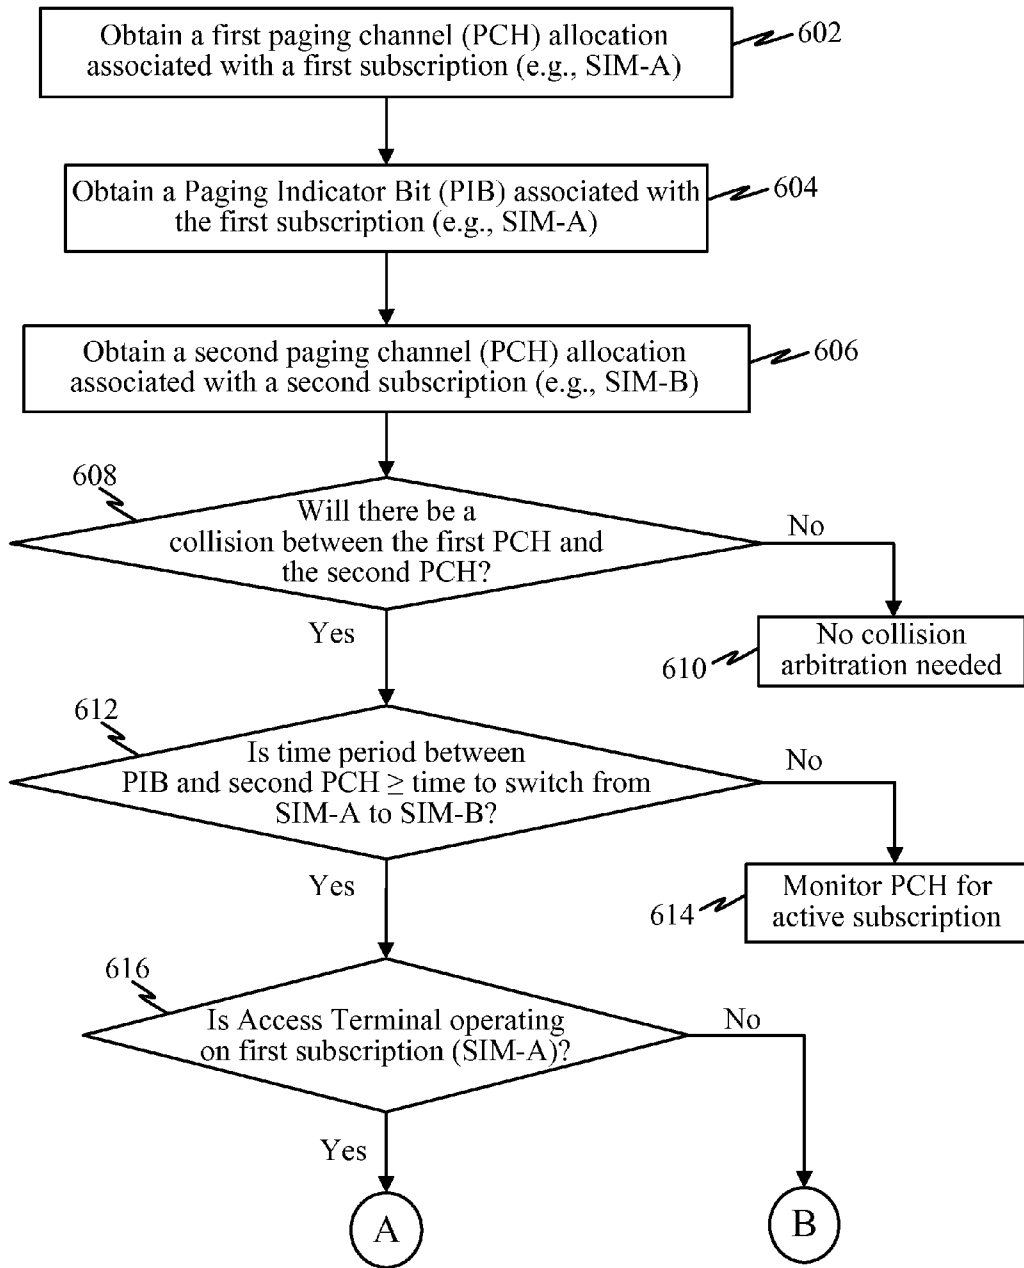 Obtain a first paging channel (PCH) allocation
associated with a first subscription (e.g., SIM-A)
602
Obtain a Paging Indicator Bit (PIB) associated with
the first subscription (e.g., SIM-A)
604
Obtain a second paging channel (PCH) allocation
associated with a second subscription (e.g., SIM-B)
606
608
Will there be a
collision between the first PCH and
the second PCH?
No
Yes
No collision
arbitration needed
610
612
Is time period between
PIB and second PCH ≥ time to switch from
SIM-A to SIM-B?
No
Yes
Monitor PCH for
active subscription
614
616
Is Access Terminal operating
on first subscription (SIM-A)?
No
Yes
A
B